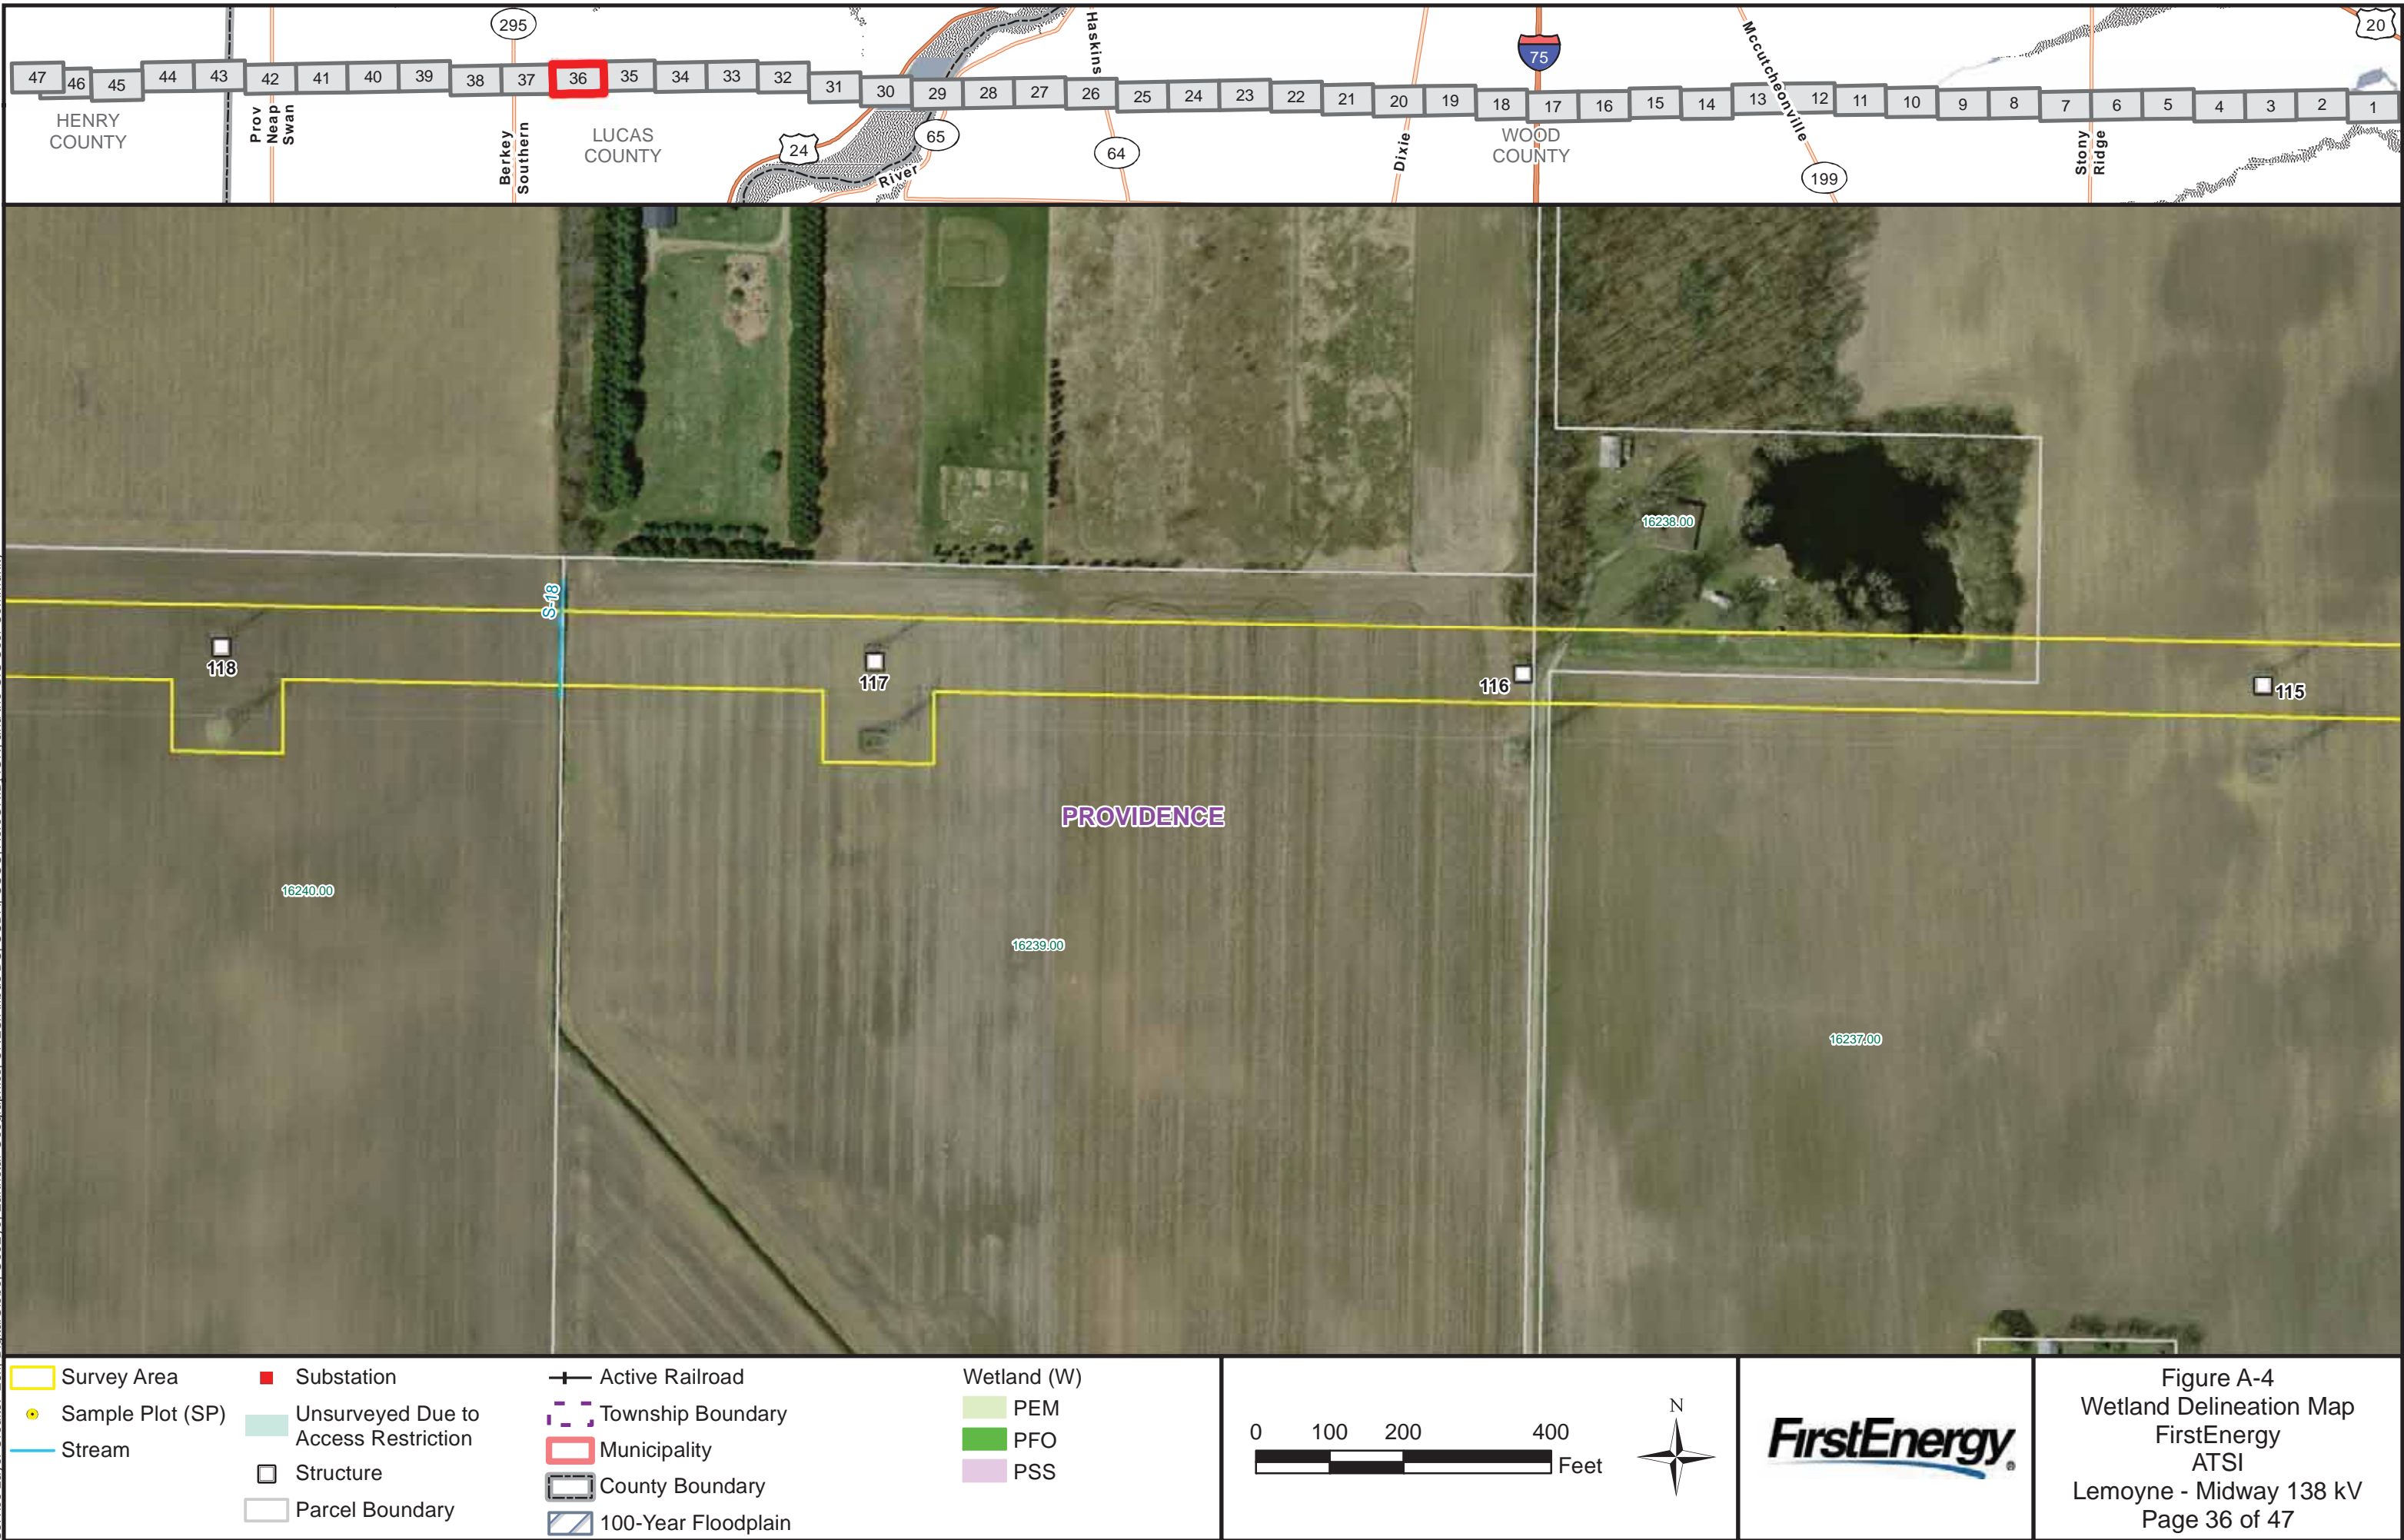 295
20
Haskins
75
Mccutcheonville
47
46
45
44
43
42
41
40
39
38
37
36
35
34
33
32
31
30
29
28
27
26
25
24
23
22
21
20
19
18
17
16
15
14
13
12
11
10
9
8
7
6
5
4
3
2
1
HENRY
COUNTY
Prov
Neap
Swan
Berkey
Southern
LUCAS
COUNTY
24
65
River
64
Dixie
WOOD
COUNTY
199
Stony
Ridge
16238.00
S-18
118
117
116
115
PROVIDENCE
16240.00
16239.00
16237.00
Survey Area
Sample Plot (SP)
Stream
Substation
Unsurveyed Due to
Access Restriction
Structure
Parcel Boundary
Active Railroad
Township Boundary
Municipality
County Boundary
100-Year Floodplain
Wetland (W)
PEM
PFO
PSS
0 100 200 400
Feet
N
FirstEnergy®
Figure A-4
Wetland Delineation Map
FirstEnergy
ATSI
Lemoyne - Midway 138 kV
Page 36 of 47